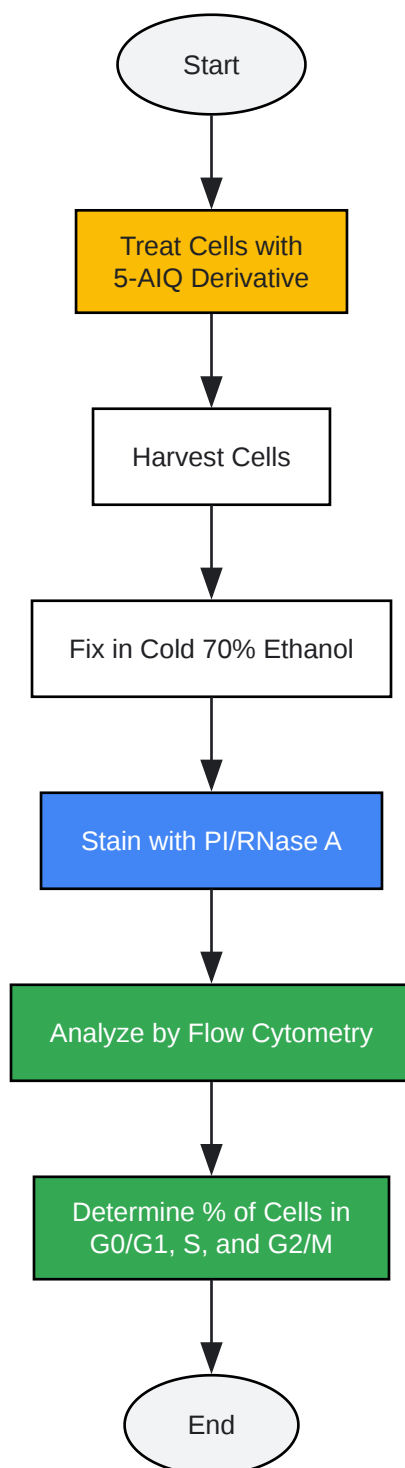 Start
Treat Cells with
5-AIQ Derivative
Harvest Cells
Fix in Cold 70% Ethanol
Stain with PI/RNase A
Analyze by Flow Cytometry
Determine % of Cells in
G0/G1, S, and G2/M
End